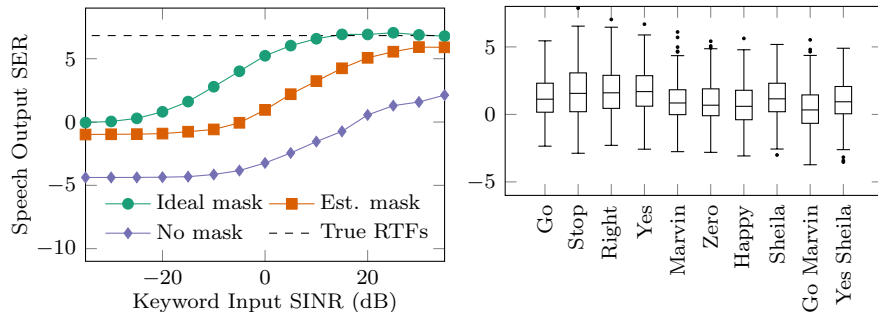 Speech Output SER
5
0
−5
−10
Ideal mask
Est. mask
No mask
True RTFs
−20
0
20
Keyword Input SINR (dB)
5
0
−5
Go
Stop
Right
Yes
Marvin
Zero
Happy
Sheila
Go Marvin
Yes Sheila